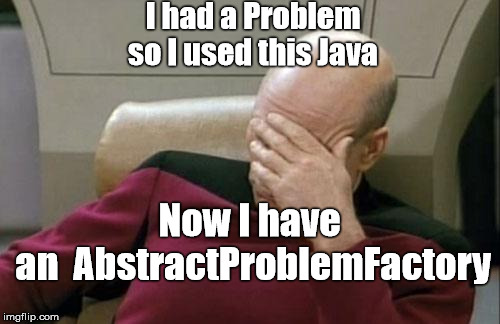 I had a Problem
so I used this Java
Now I have
an  AbstractProblemFactory
imgflip.com